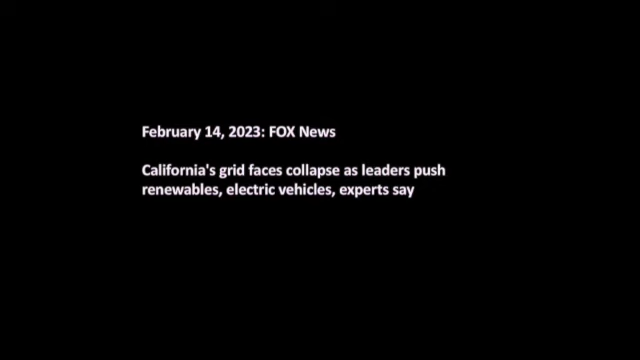 February 14, 2023: FOX News
California's grid faces collapse as leaders push
renewables, electric vehicles, experts say